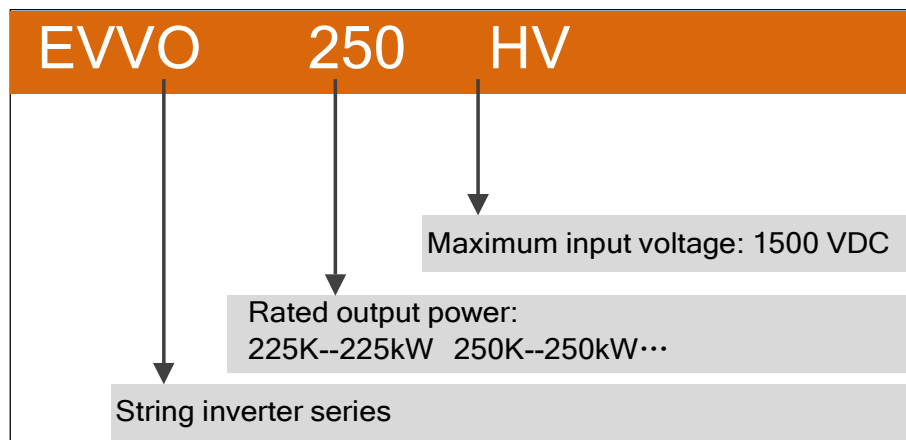 EVVO 250 HV
Maximum input voltage: 1500 VDC
Rated output power:
225K--225kW 250K--250kW⋯
String inverter series